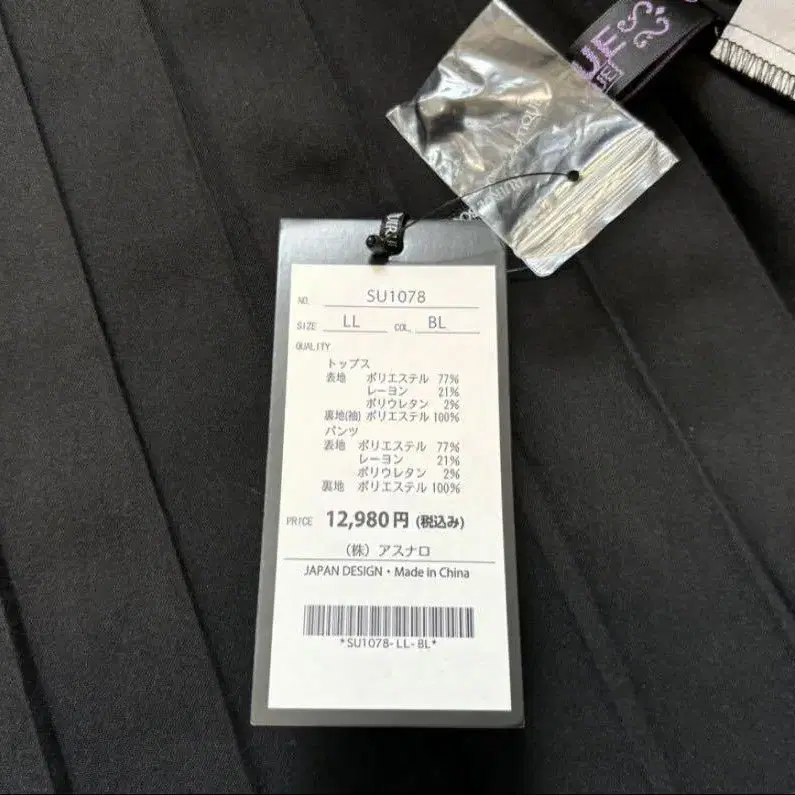 NO. SU1078
SIZE LL COL. BL
QUALITY
トップス
表地 ポリエステル 77%
レーヨン 21%
ポリウレタン 2%
裏地(袖) ポリエステル 100%
パンツ
表地 ポリエステル 77%
レーヨン 21%
ポリウレタン 2%
裏地 ポリエステル 100%
PRICE 12,980円 (税込み)
(株) アスナロ
JAPAN DESIGN・Made in China
*SU1078-LL-BL*